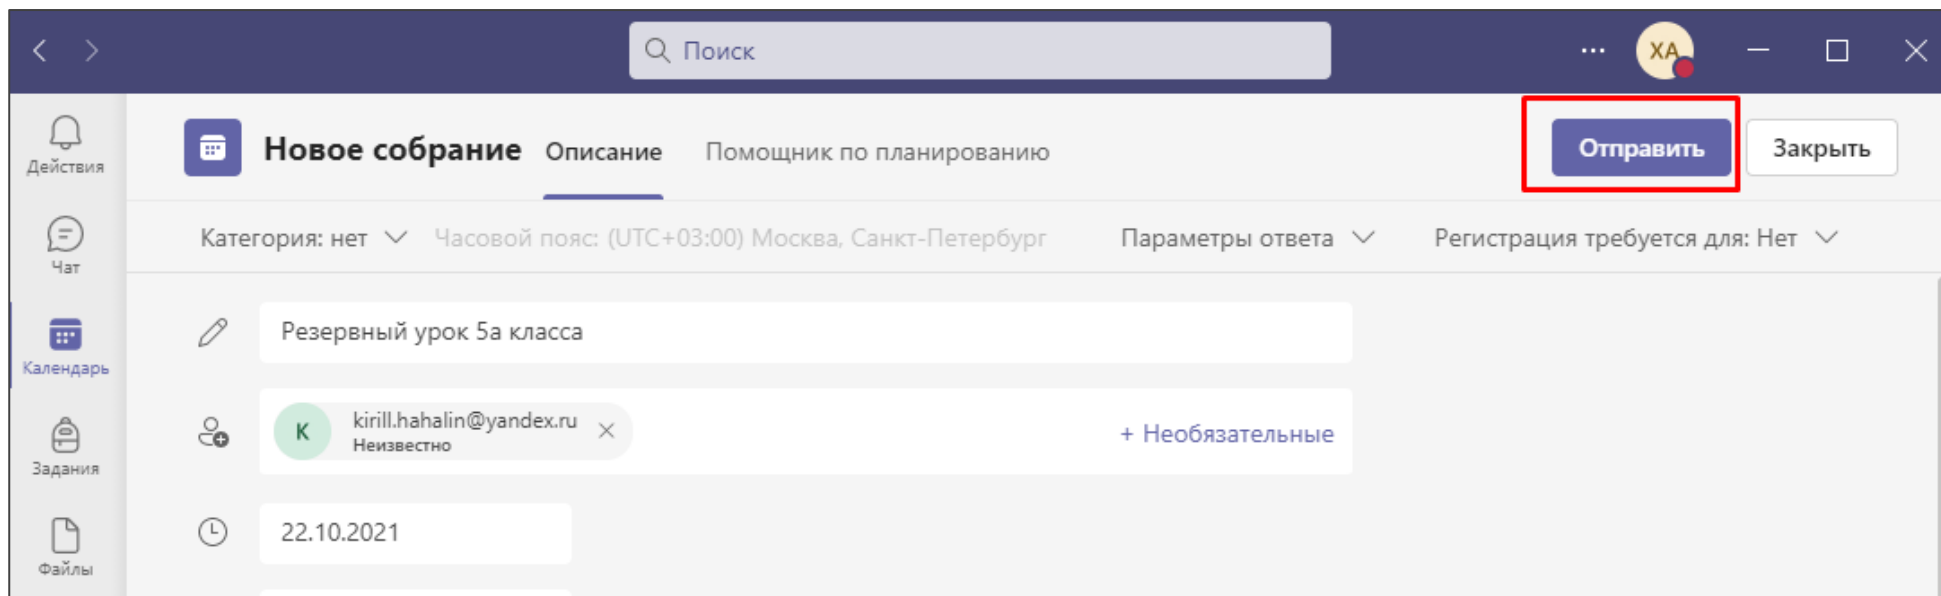 Поиск
ХА
Действия
Новое собрание Описание Помощник по планированию Отправить Закрыть
Чат
Категория: нет Часовой пояс: (UTC+03:00) Москва, Санкт-Петербург Параметры ответа Регистрация требуется для: Нет
Календарь
Резервный урок 5а класса
Задания
K kirill.hahalin@yandex.ru
Неизвестно
+ Необязательные
Файлы
22.10.2021